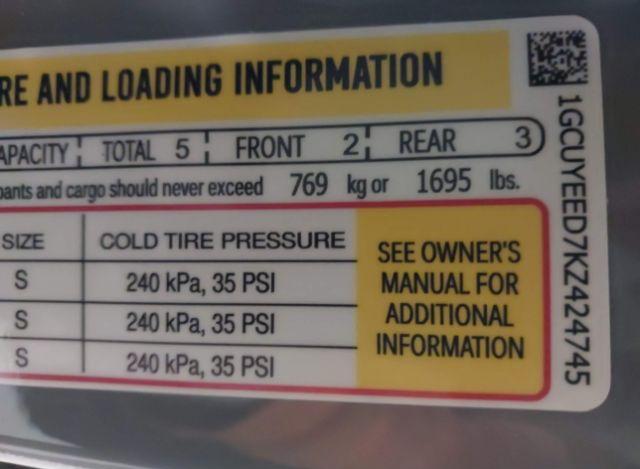 RE AND LOADING INFORMATION
APACITY TOTAL 5 FRONT 2 REAR 3
pants and cargo should never exceed 769 kg or 1695 lbs.
SIZE COLD TIRE PRESSURE
S 240 kPa, 35 PSI
S 240 kPa, 35 PSI
S 240 kPa, 35 PSI
SEE OWNER'S
MANUAL FOR
ADDITIONAL
INFORMATION
1GCUYEED7KZ424745